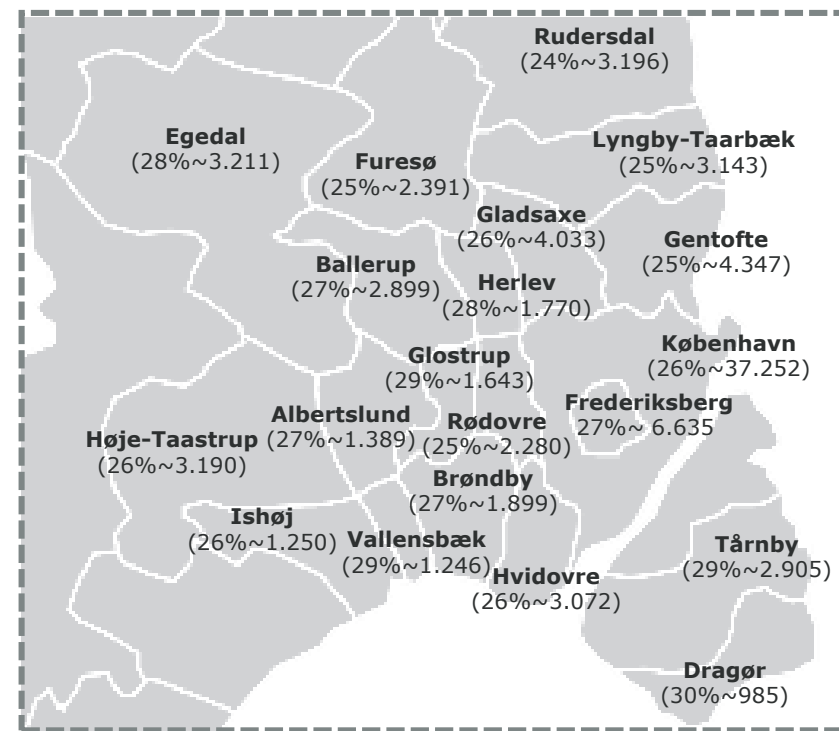 Rudersdal
(24%~3.196)
Egedal
(28%~3.211)
Furesø
(25%~2.391)
Lyngby-Taarbæk
(25%~3.143)
Gladsaxe
(26%~4.033)
Gentofte
(25%~4.347)
Ballerup
(27%~2.899)
Herlev
(28%~1.770)
København
(26%~37.252)
Glostrup
(29%~1.643)
Frederiksberg
27%~ 6.635
Albertslund
(27%~1.389)
Rødovre
(25%~2.280)
Høje-Taastrup
(26%~3.190)
Brøndby
(27%~1.899)
Ishøj
(26%~1.250)
Vallensbæk
(29%~1.246)
Hvidovre
(26%~3.072)
Tårnby
(29%~2.905)
Dragør
(30%~985)